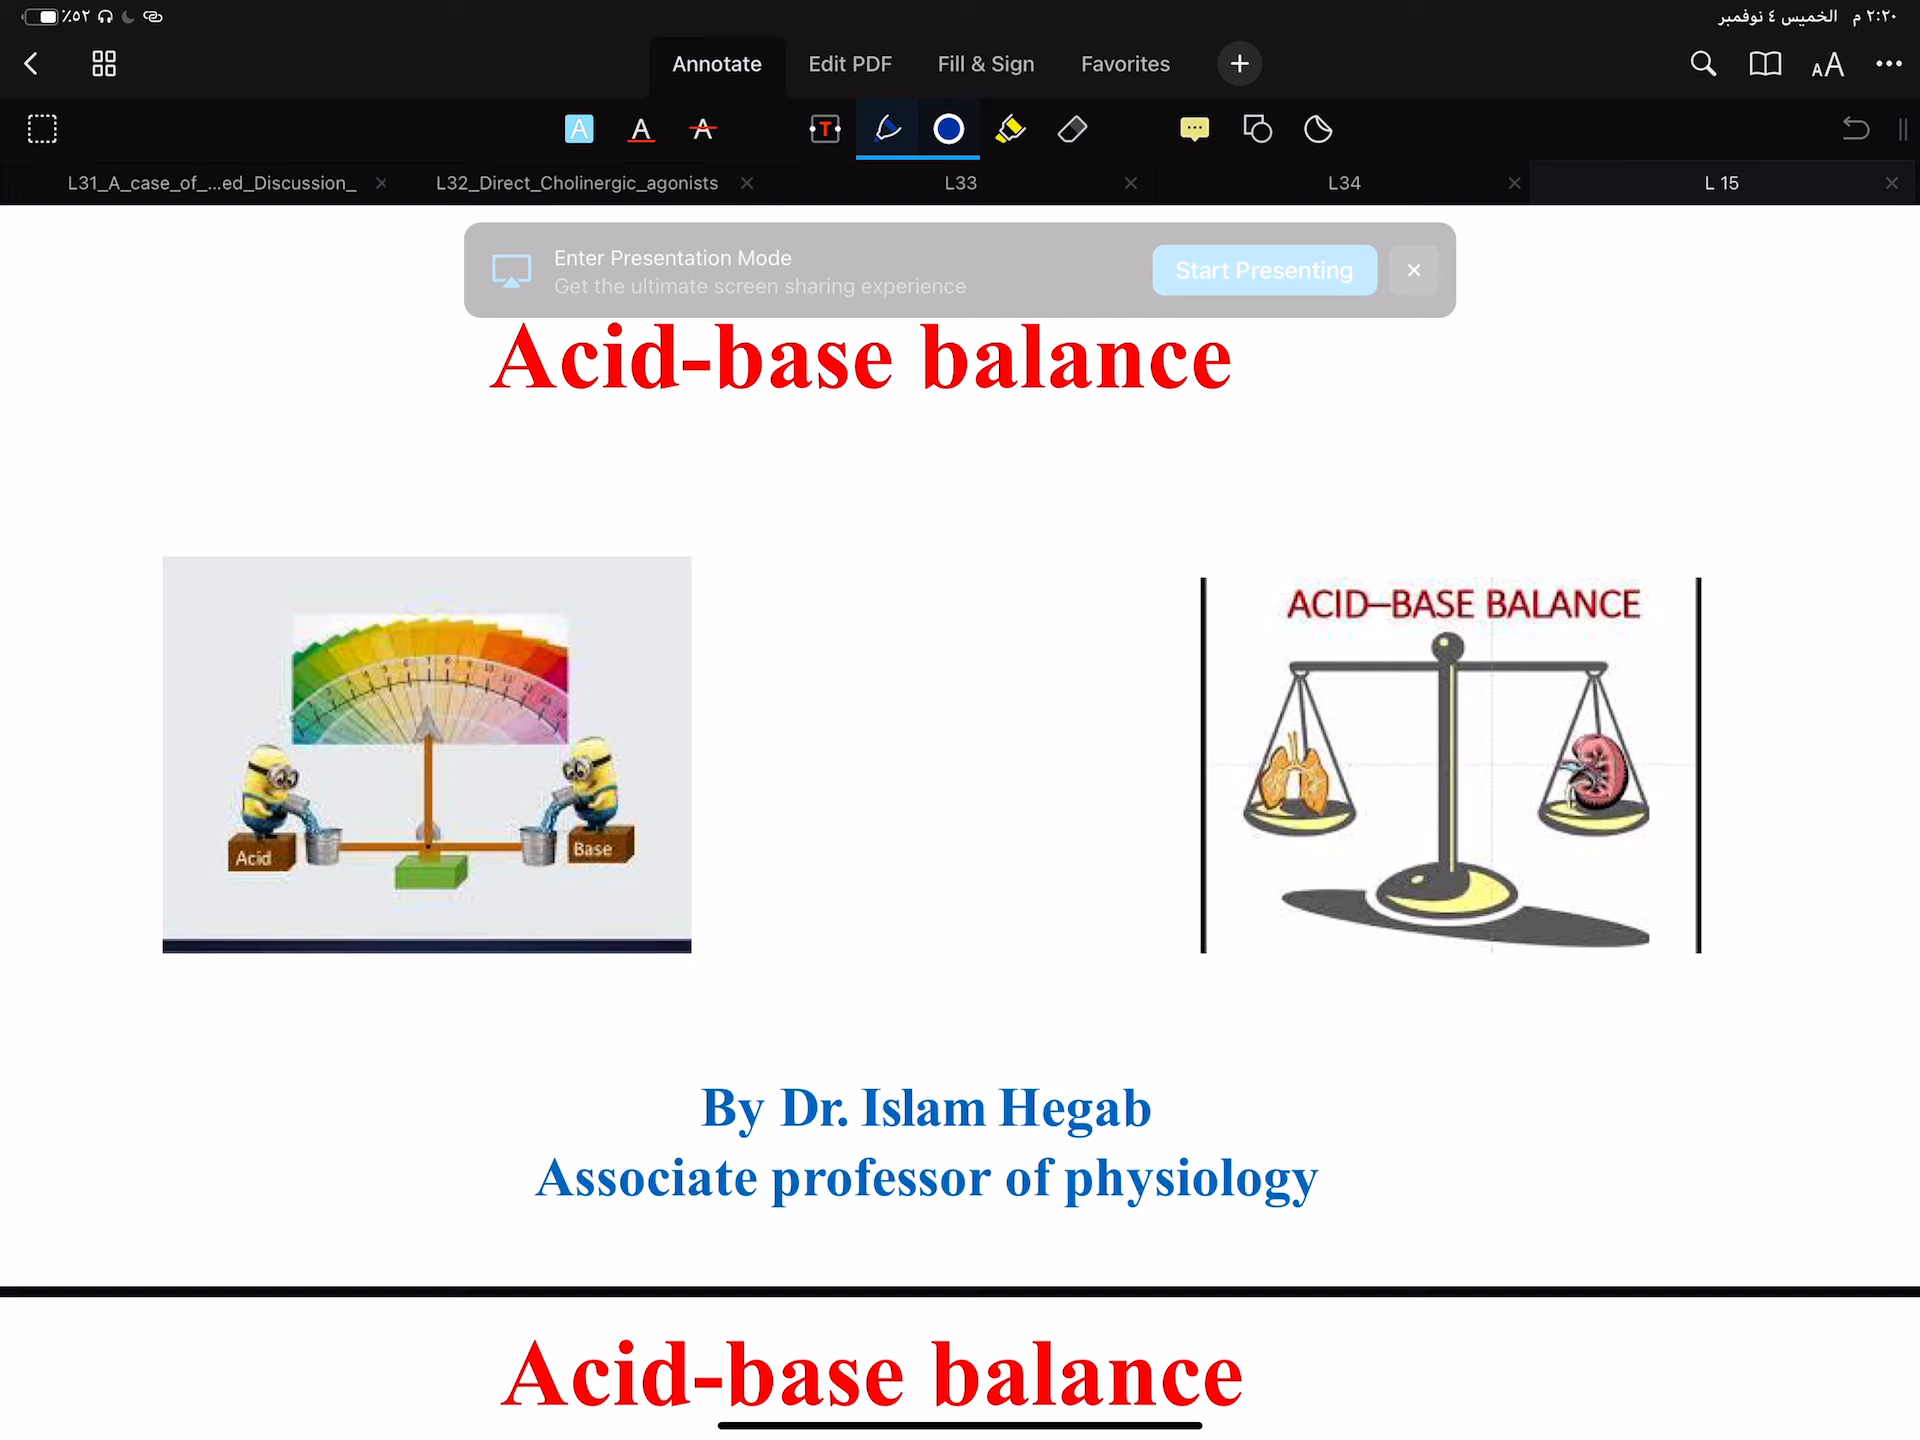 ٪٥٢
٢:٢٠ م الخميس ٤ نوفمبر
Annotate
Edit PDF
Fill & Sign
Favorites
AA
A
A
A
T
L31_A_case_of_...ed_Discussion_
L32_Direct_Cholinergic_agonists
L33
L34
L 15
Enter Presentation Mode
Get the ultimate screen sharing experience
Start Presenting
Acid-base balance
Acid
Base
ACID–BASE BALANCE
By Dr. Islam Hegab
Associate professor of physiology
Acid-base balance